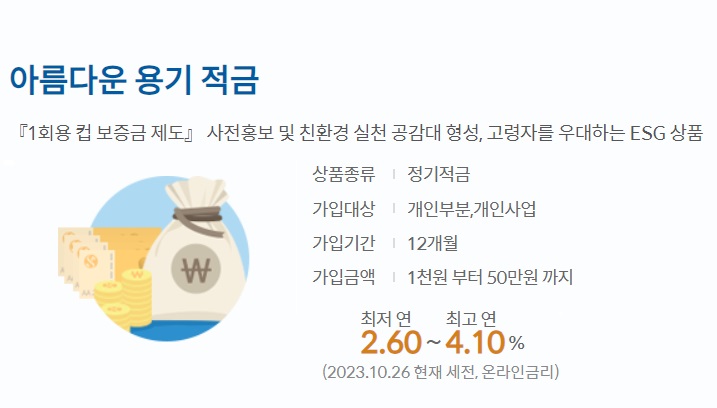 아름다운 용기 적금
『1회용 컵 보증금 제도』 사전홍보 및 친환경 실천 공감대 형성, 고령자를 우대하는 ESG 상품
상품종류 | 정기적금
가입대상 | 개인부분,개인사업
가입기간 | 12개월
가입금액 | 1천원 부터 50만원 까지
최저 연 최고 연
2.60 ~ 4.10 %
(2023.10.26 현재 세전, 온라인금리)
₩